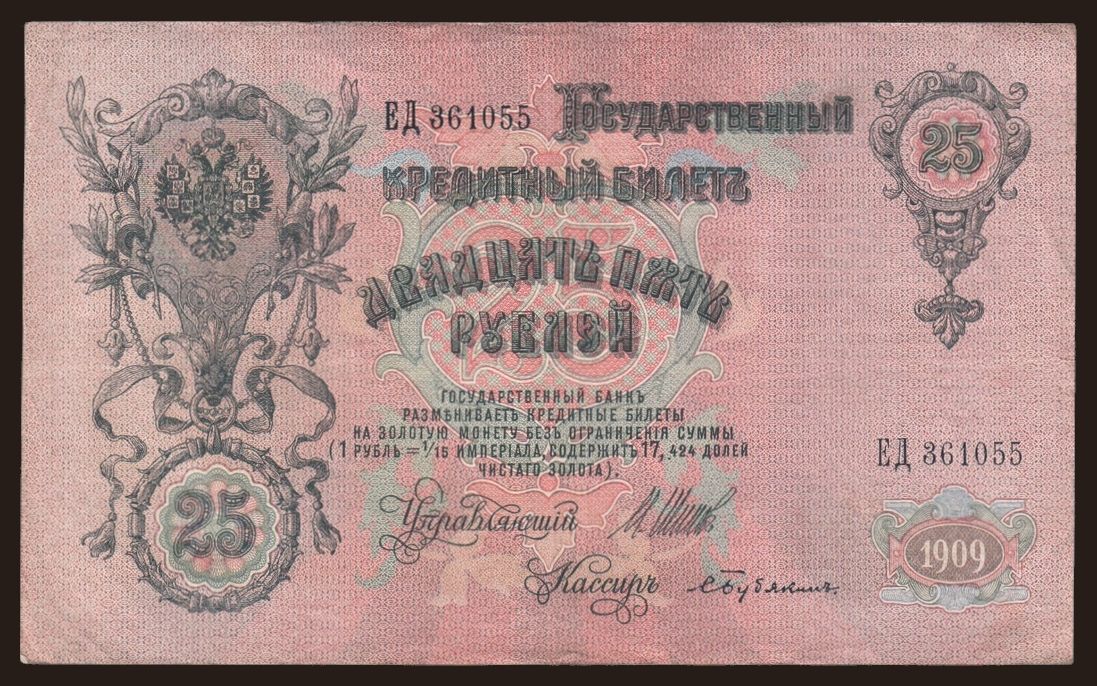 ЕД 361055 Государственный
25
Кредитный Билетъ
Двадцать Пять
Рублей
25
Государственный Банкъ
размѣниваетъ кредитные билеты
на золотую монету безъ ограниченія суммы
(1 рубль = 1/15 имперіала, содержитъ 17, 424 долей
чистаго золота).
ЕД 361055
25
Управляющій
Кассиръ
1909